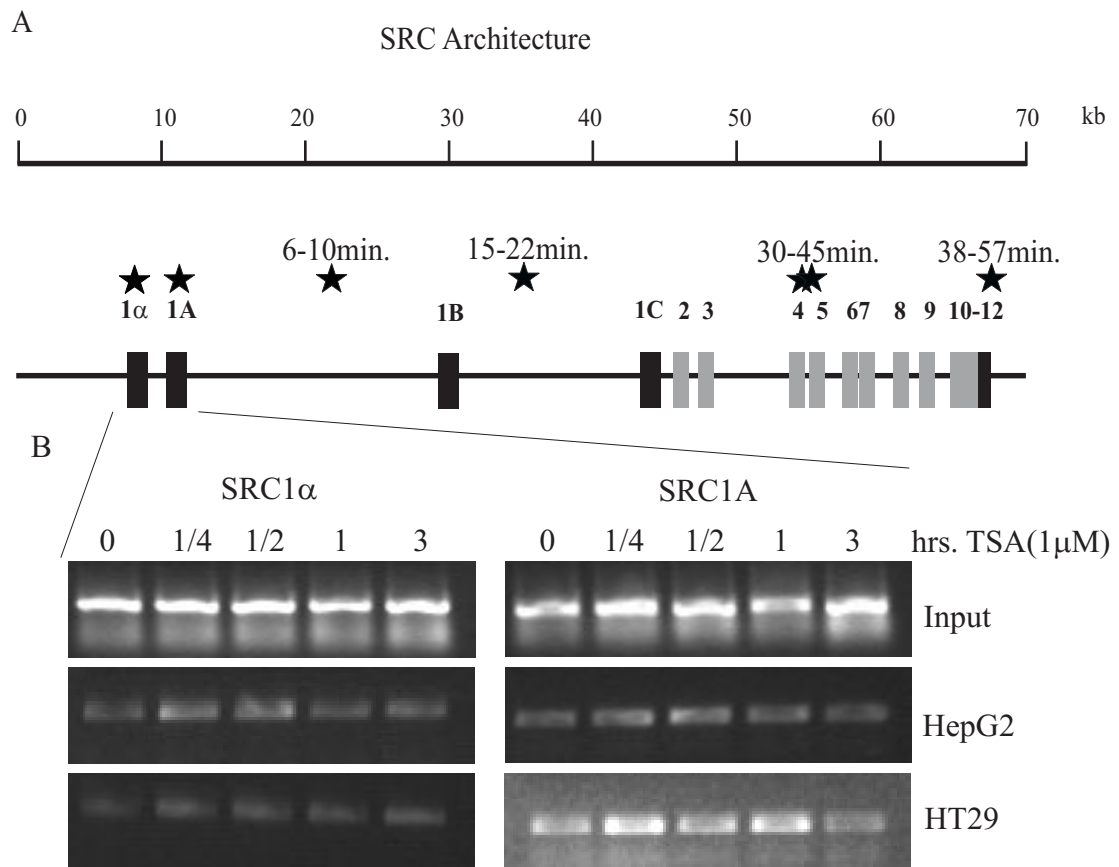 A
SRC Architecture
0 10 20 30 40 50 60 70 kb
6-10min. 15-22min. 30-45min. 38-57min.
1α 1A 1B 1C 2 3 4 5 67 8 9 10-12
B
SRC1α SRC1A
0 1/4 1/2 1 3 0 1/4 1/2 1 3 hrs. TSA(1μM)
Input
HepG2
HT29